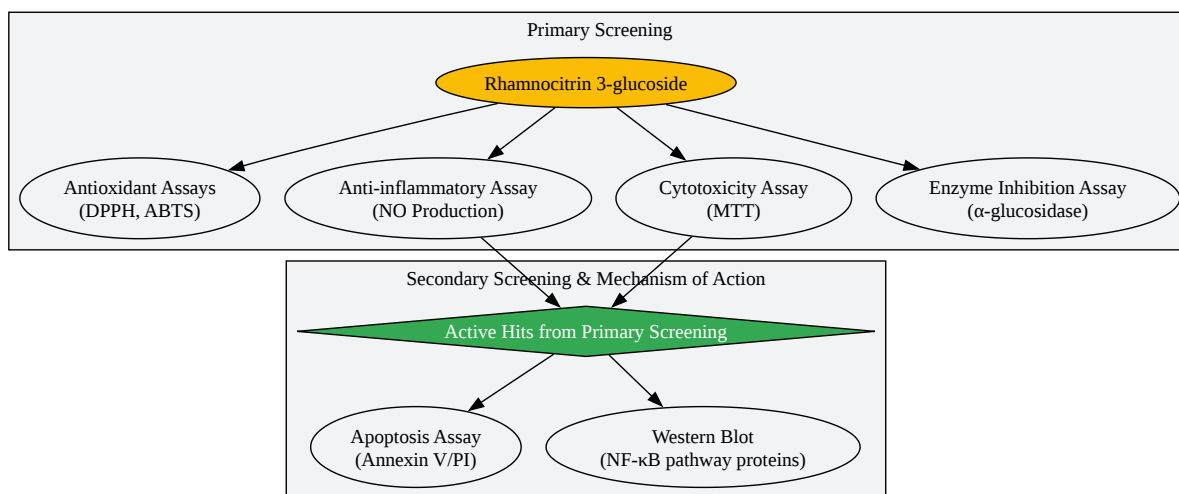 Primary Screening
Rhamnocitrin 3-glucoside
Antioxidant Assays
(DPPH, ABTS)
Anti-inflammatory Assay
(NO Production)
Cytotoxicity Assay
(MTT)
Enzyme Inhibition Assay
(α-glucosidase)
Secondary Screening & Mechanism of Action
Active Hits from Primary Screening
Apoptosis Assay
(Annexin V/PI)
Western Blot
(NF-κB pathway proteins)